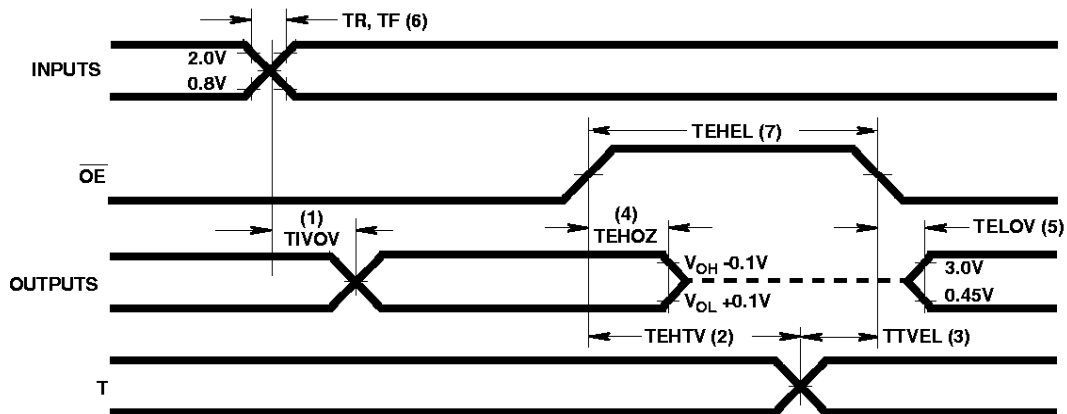 TR, TF (6)
INPUTS
2.0V
0.8V
TEHEL (7)
OE
(1)
TIVOV
(4)
TEHOZ
TELOV (5)
OUTPUTS
VOH -0.1V
VOL +0.1V
3.0V
0.45V
TEHTV (2)
TTVEL (3)
T